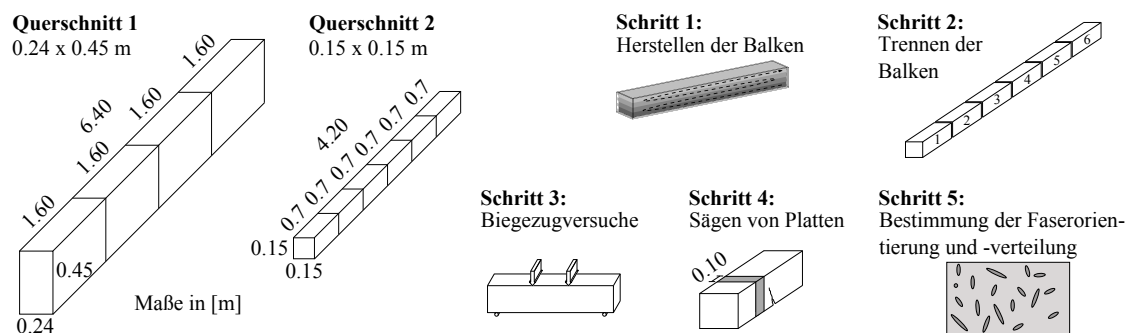 Querschnitt 1
0.24 x 0.45 m
1.60
1.60
1.60
1.60
6.40
0.45
0.24
Maße in [m]
Querschnitt 2
0.15 x 0.15 m
4.20
0.7 0.7 0.7 0.7 0.7 0.7
0.15
0.15
Schritt 1:
Herstellen der Balken
Schritt 2:
Trennen der
Balken
1 2 3 4 5 6
Schritt 3:
Biegezugversuche
Schritt 4:
Sägen von Platten
0.10
Schritt 5:
Bestimmung der Faserorien-
tierung und -verteilung